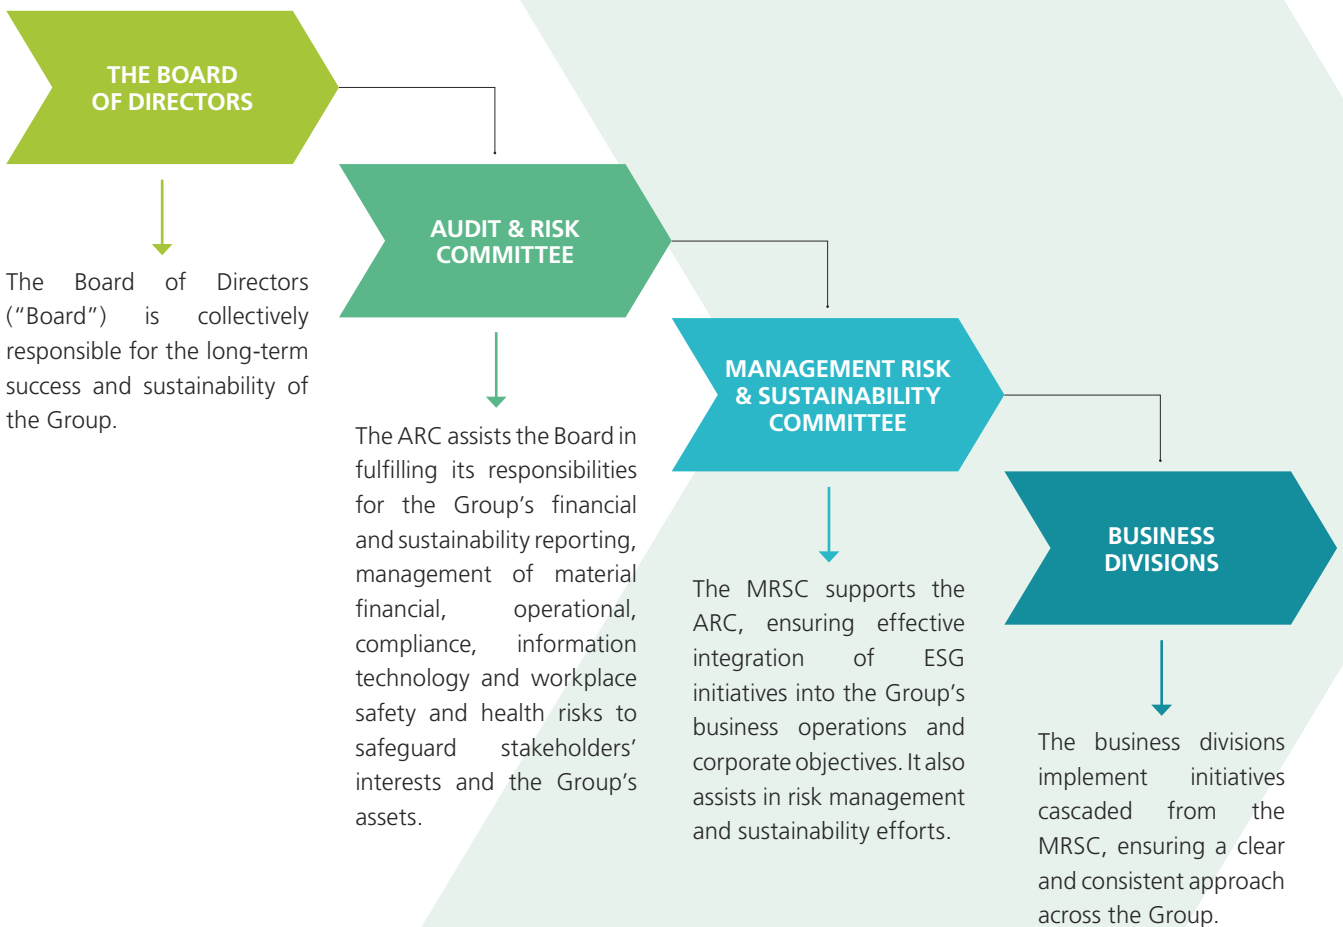 THE BOARD
OF DIRECTORS
The Board of Directors
(“Board”) is collectively
responsible for the long-term
success and sustainability of
the Group.
AUDIT & RISK
COMMITTEE
The ARC assists the Board in
fulfilling its responsibilities
for the Group’s financial
and sustainability reporting,
management of material
financial, operational,
compliance, information
technology and workplace
safety and health risks to
safeguard stakeholders’
interests and the Group’s
assets.
MANAGEMENT RISK
& SUSTAINABILITY
COMMITTEE
The MRSC supports the
ARC, ensuring effective
integration of ESG
initiatives into the Group’s
business operations and
corporate objectives. It also
assists in risk management
and sustainability efforts.
BUSINESS
DIVISIONS
The business divisions
implement initiatives
cascaded from the
MRSC, ensuring a clear
and consistent approach
across the Group.